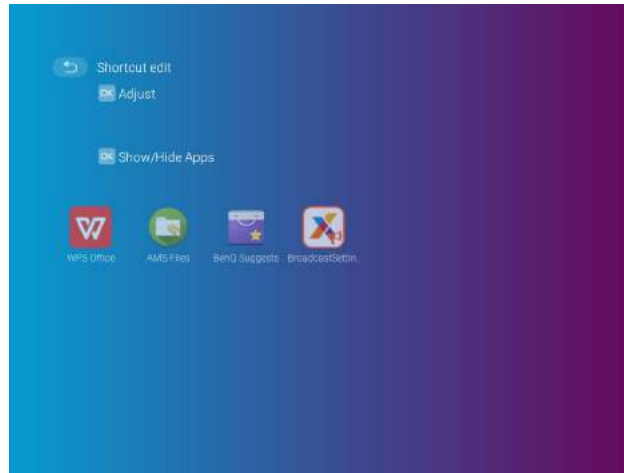 Shortcut edit
OK Adjust
OK Show/Hide Apps
WPS Office
AMS Files
BenQ Suggests
BroadcastSettin..